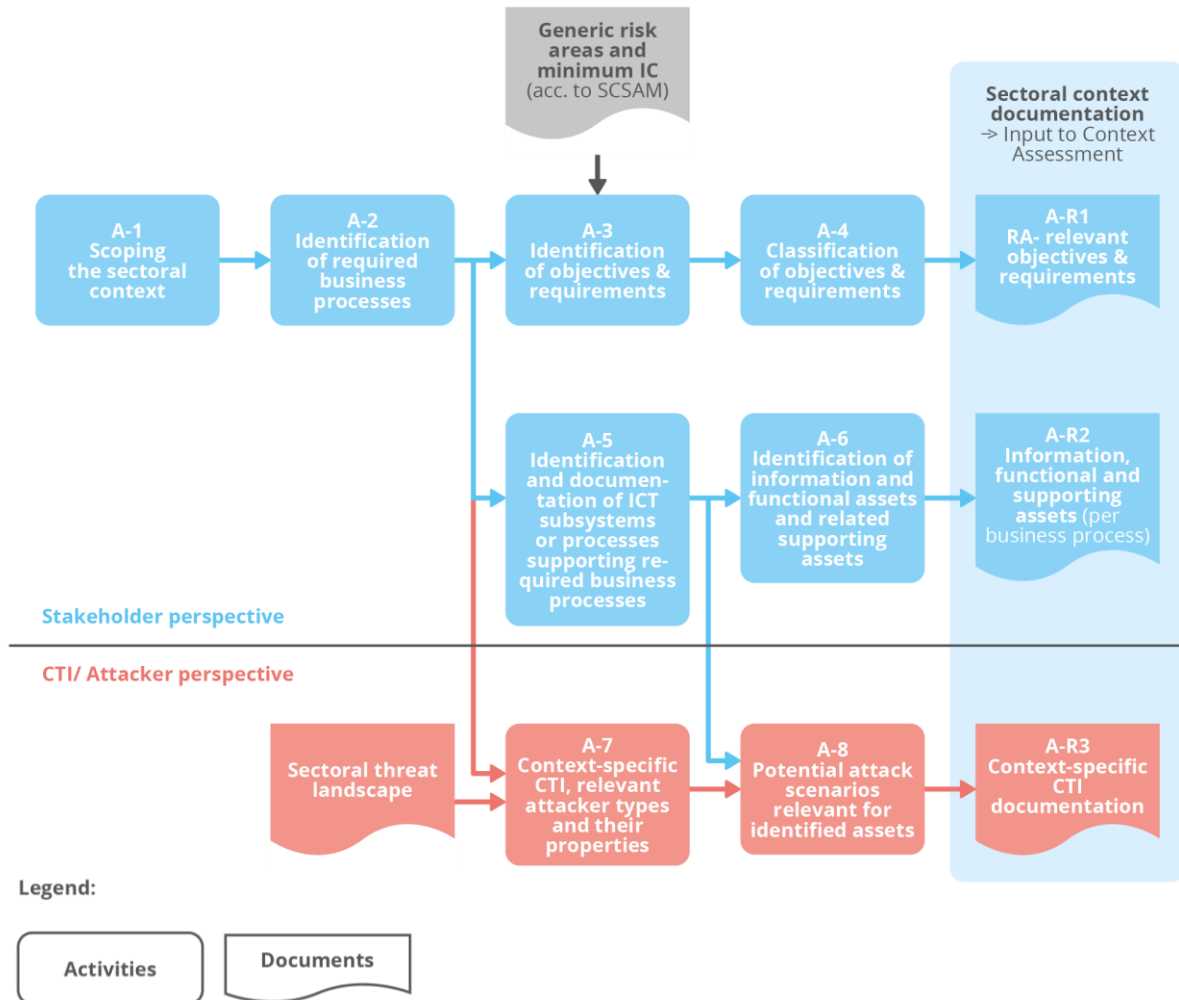 Generic risk
areas and
minimum IC
(acc. to SCSAM)
Sectoral context
documentation
-> Input to Context
Assessment
A-1
Scoping
the sectoral
context
A-2
Identification
of required
business
processes
A-3
Identification
of objectives &
requirements
A-4
Classification
of objectives &
requirements
A-R1
RA- relevant
objectives &
requirements
A-5
Identification
and documen-
tation of ICT
subsystems
or processes
supporting re-
quired business
processes
A-6
Identification of
information and
functional assets
and related
supporting
assets
A-R2
Information,
functional and
supporting
assets (per
business process)
Stakeholder perspective
CTI/ Attacker perspective
Sectoral threat
landscape
A-7
Context-specific
CTI, relevant
attacker types
and their
properties
A-8
Potential attack
scenarios
relevant for
identified assets
A-R3
Context-specific
CTI
documentation
Legend:
Activities
Documents